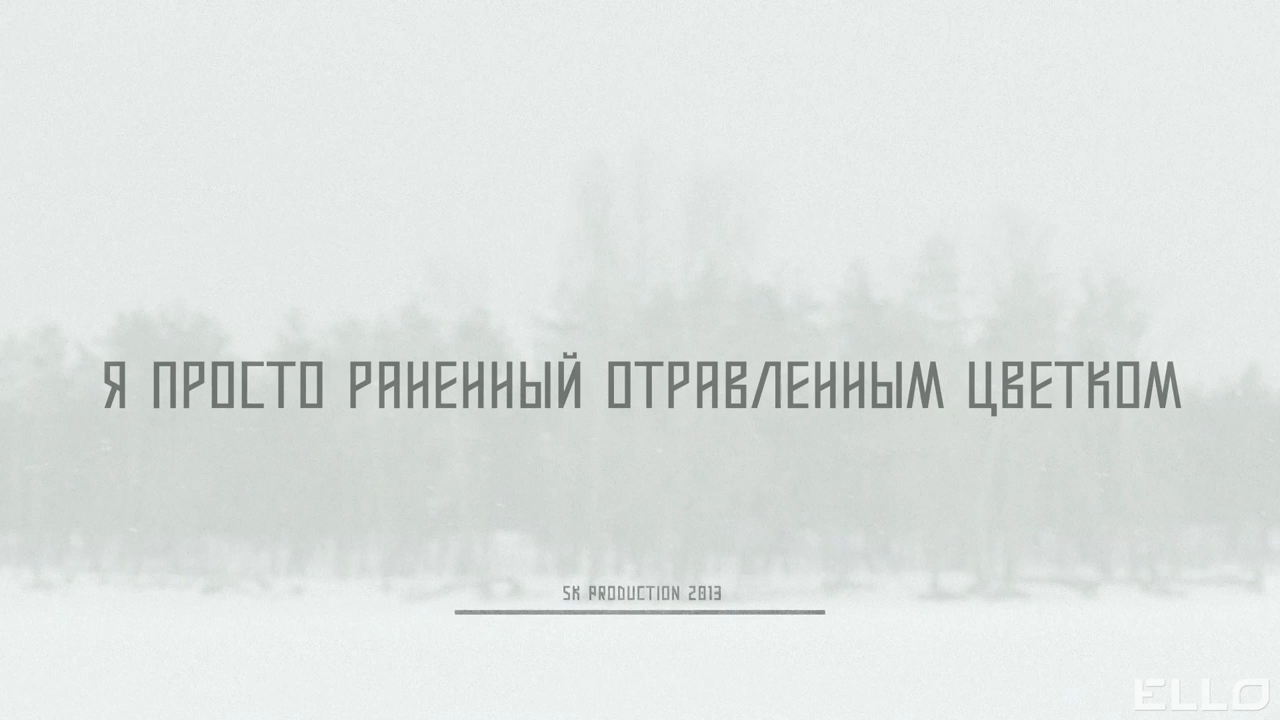 Я ПРОСТО РАНЕННЫЙ ОТРАВЛЕННЫМ ЦВЕТКОМ
SK PRODUCTION 2013
ELLO